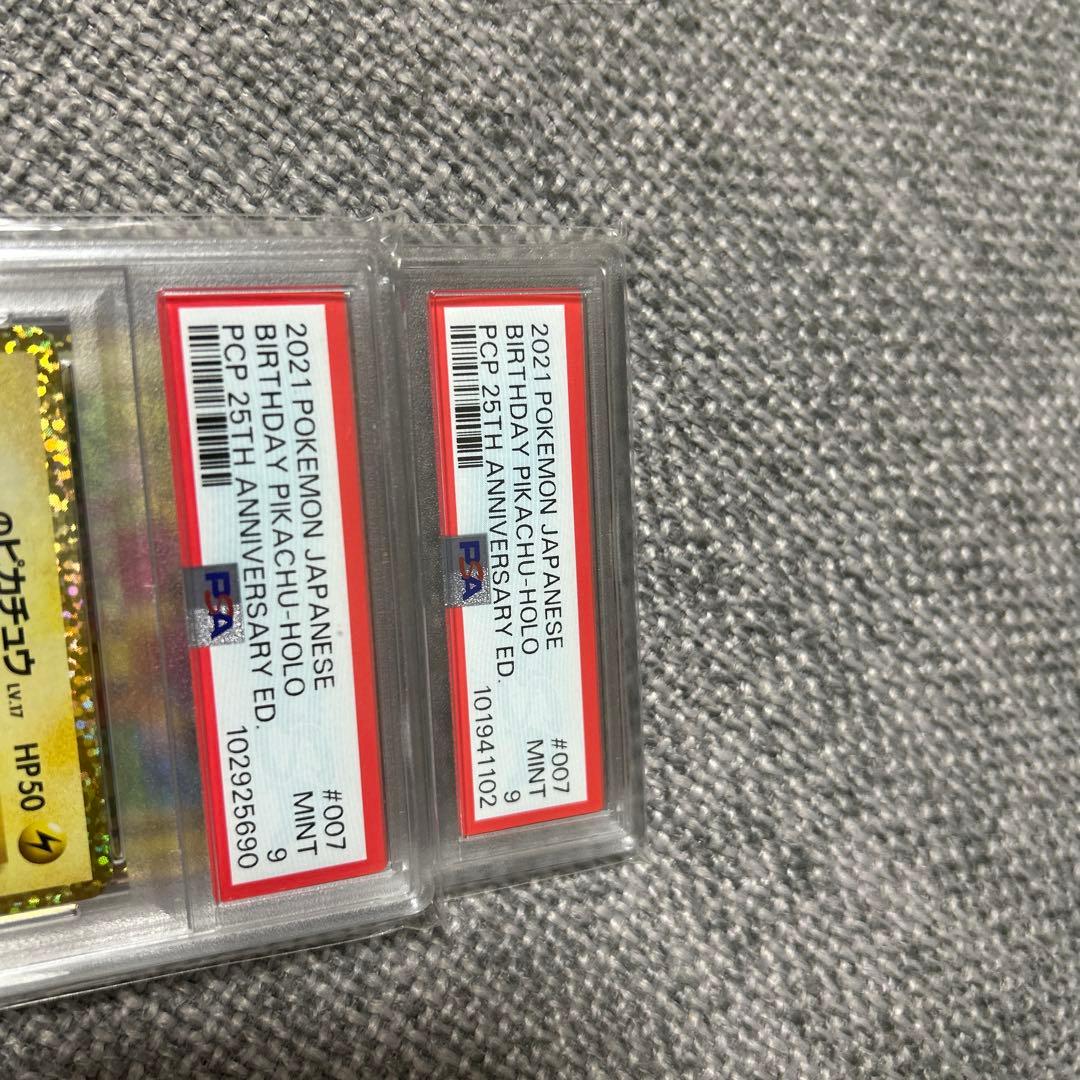 2021 POKEMON JAPANESE #007
BIRTHDAY PIKACHU-HOLO MINT
PCP 25TH ANNIVERSARY ED. 9
PSA 101941102
2021 POKEMON JAPANESE #007
BIRTHDAY PIKACHU-HOLO MINT
PCP 25TH ANNIVERSARY ED. 9
PSA 102925690
のピカチュウ LV.17 HP50